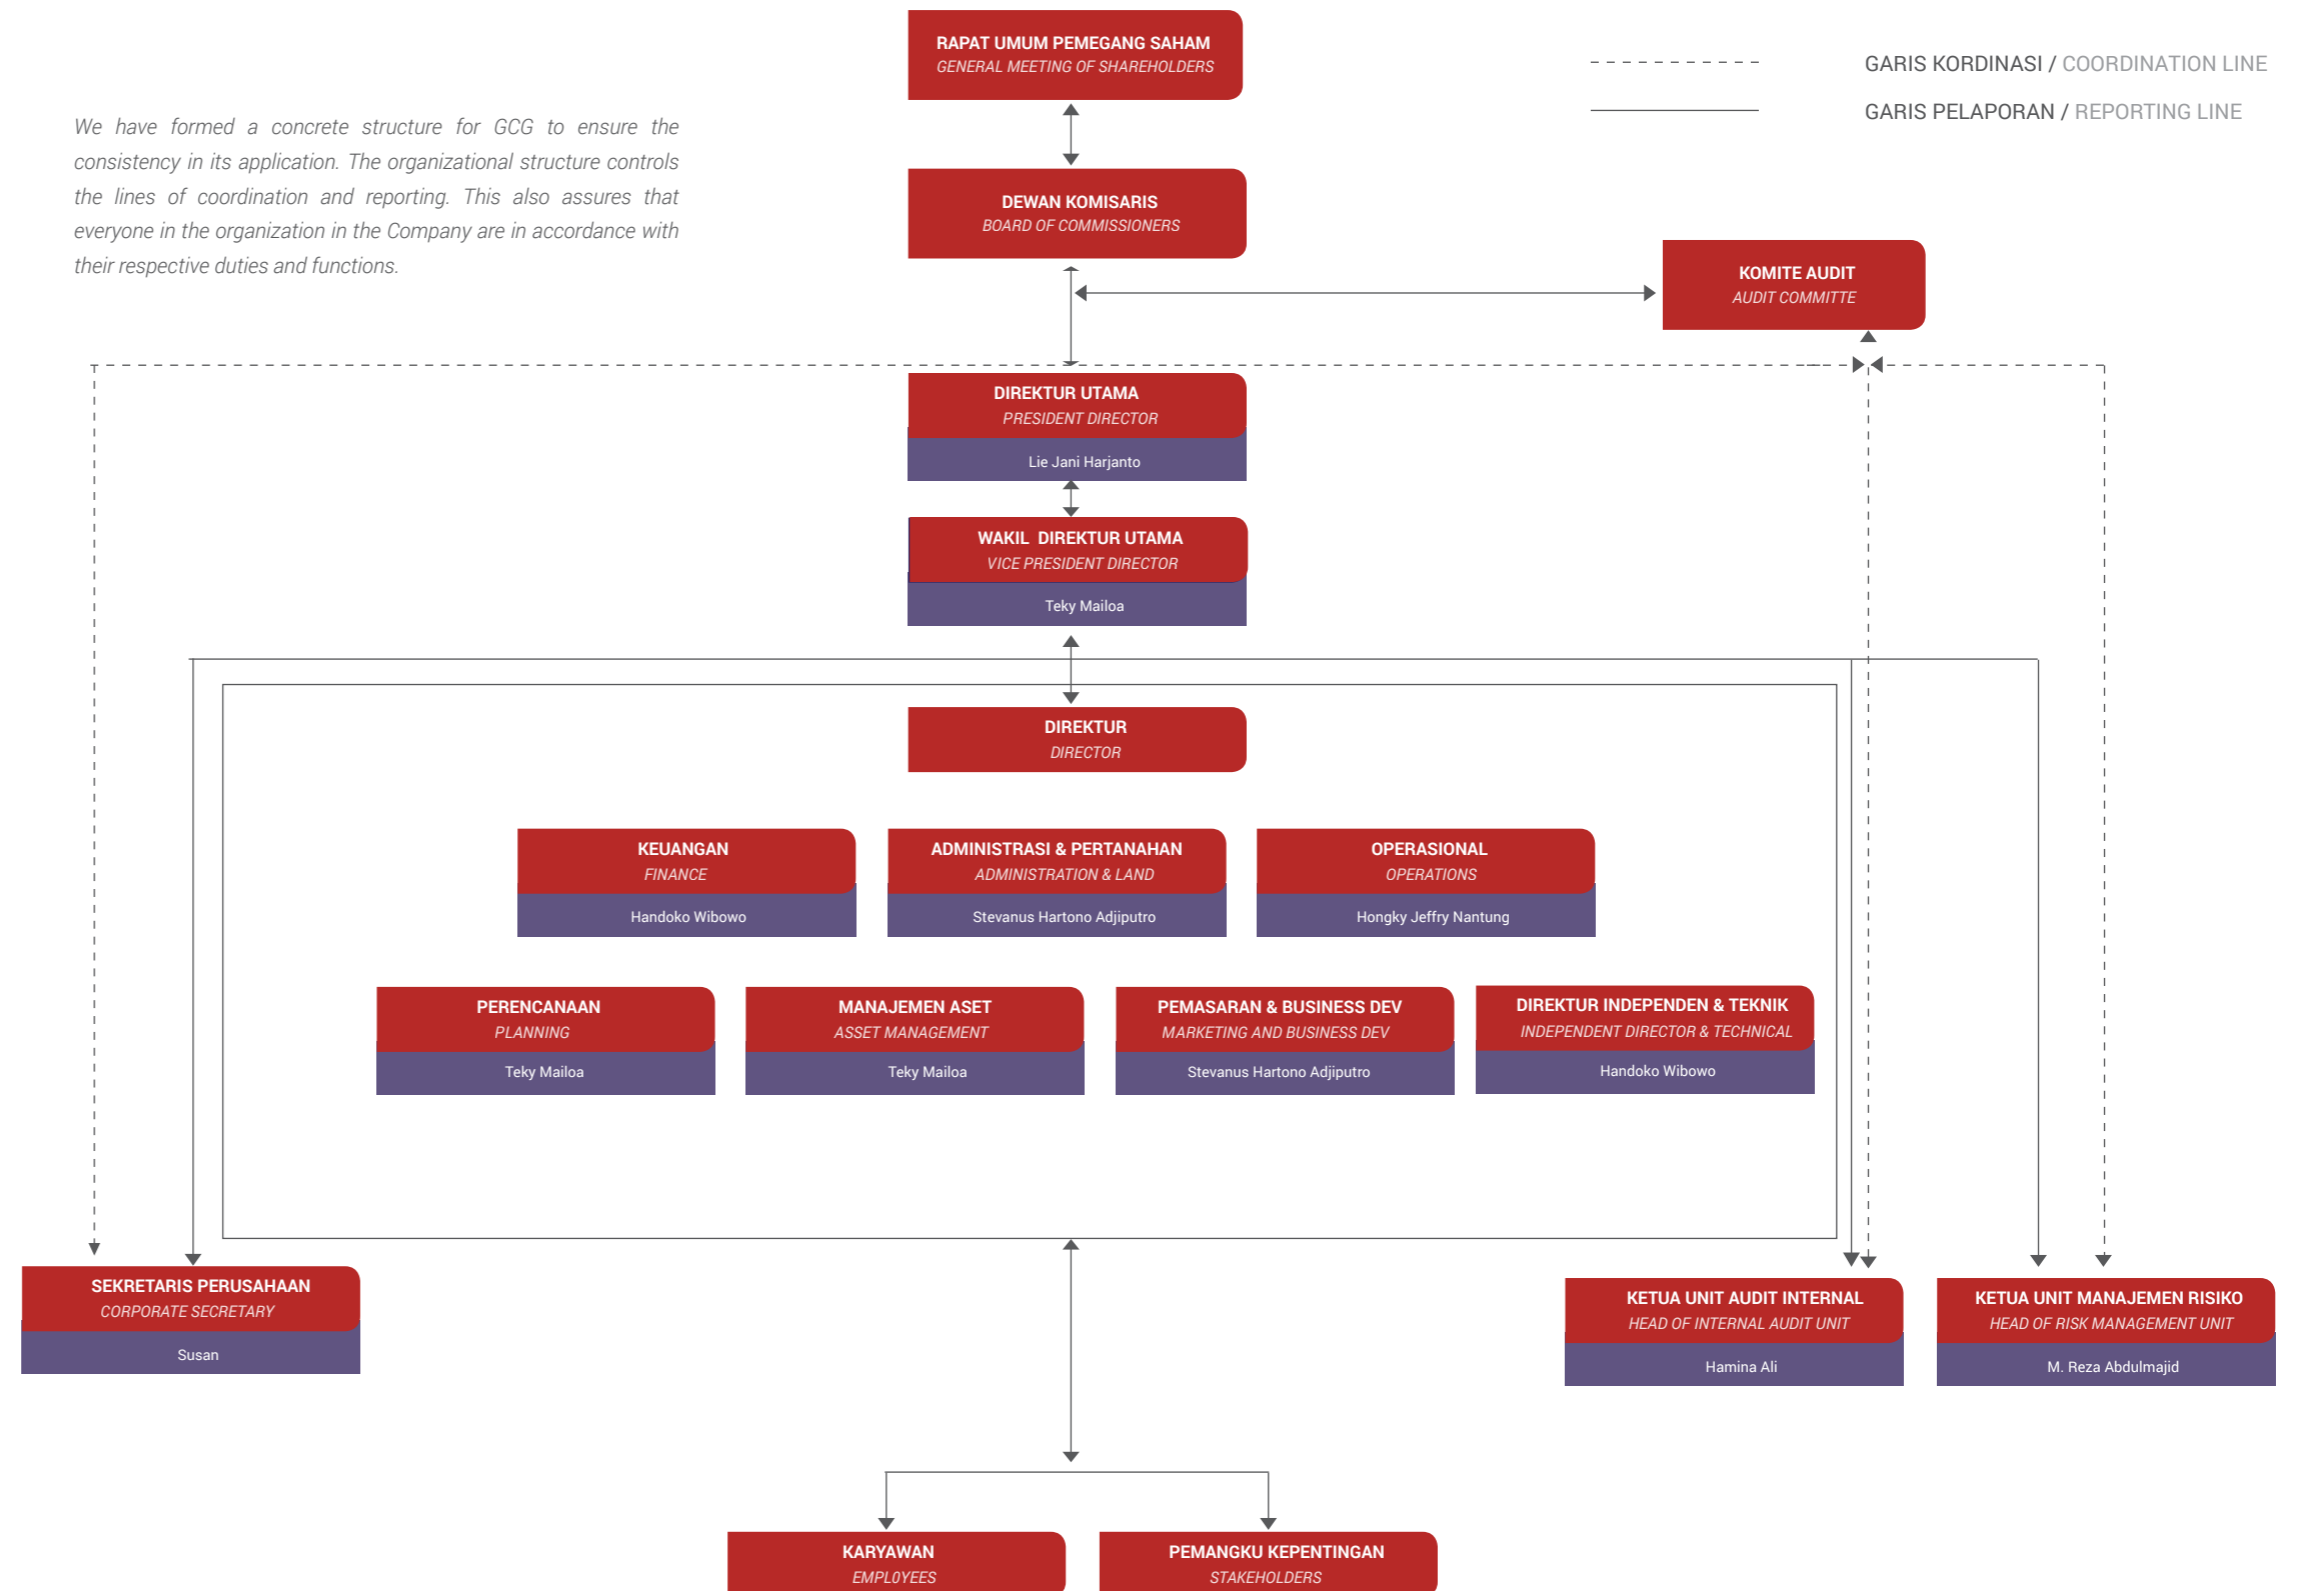 RAPAT UMUM PEMEGANG SAHAM
GENERAL MEETING OF SHAREHOLDERS
GARIS KORDINASI / COORDINATION LINE
GARIS PELAPORAN / REPORTING LINE
We have formed a concrete structure for GCG to ensure the
consistency in its application. The organizational structure controls
the lines of coordination and reporting. This also assures that
everyone in the organization in the Company are in accordance with
their respective duties and functions.
DEWAN KOMISARIS
BOARD OF COMMISSIONERS
KOMITE AUDIT
AUDIT COMMITTE
DIREKTUR UTAMA
PRESIDENT DIRECTOR
Lie Jani Harjanto
WAKIL DIREKTUR UTAMA
VICE PRESIDENT DIRECTOR
Teky Mailoa
DIREKTUR
DIRECTOR
KEUANGAN
FINANCE
Handoko Wibowo
ADMINISTRASI & PERTANAHAN
ADMINISTRATION & LAND
Stevanus Hartono Adjiputro
OPERASIONAL
OPERATIONS
Hongky Jeffry Nantung
PERENCANAAN
PLANNING
Teky Mailoa
MANAJEMEN ASET
ASSET MANAGEMENT
Teky Mailoa
PEMASARAN & BUSINESS DEV
MARKETING AND BUSINESS DEV
Stevanus Hartono Adjiputro
DIREKTUR INDEPENDEN & TEKNIK
INDEPENDENT DIRECTOR & TECHNICAL
Handoko Wibowo
SEKRETARIS PERUSAHAAN
CORPORATE SECRETARY
Susan
KETUA UNIT AUDIT INTERNAL
HEAD OF INTERNAL AUDIT UNIT
Hamina Ali
KETUA UNIT MANAJEMEN RISIKO
HEAD OF RISK MANAGEMENT UNIT
M. Reza Abdulmajid
KARYAWAN
EMPL0YEES
PEMANGKU KEPENTINGAN
STAKEHOLDERS